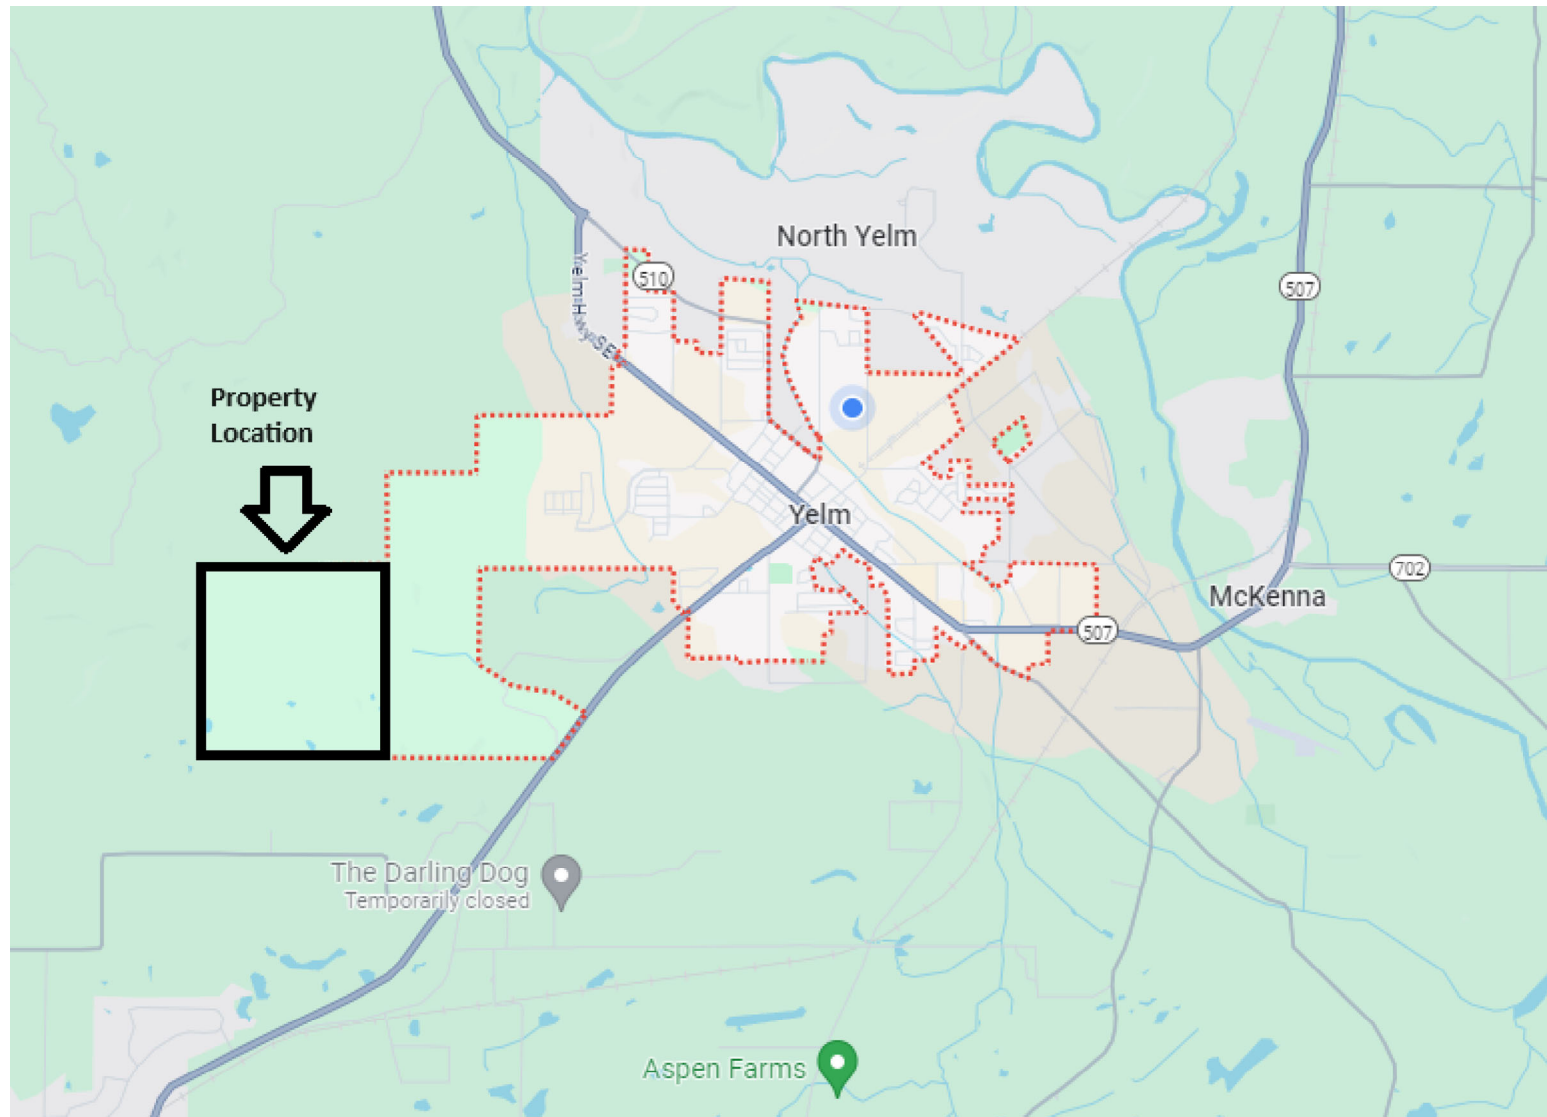 North Yelm
510
507
Yelm Hwy SE
Property
Location
Yelm
702
McKenna
507
The Darling Dog
Temporarily closed
Aspen Farms